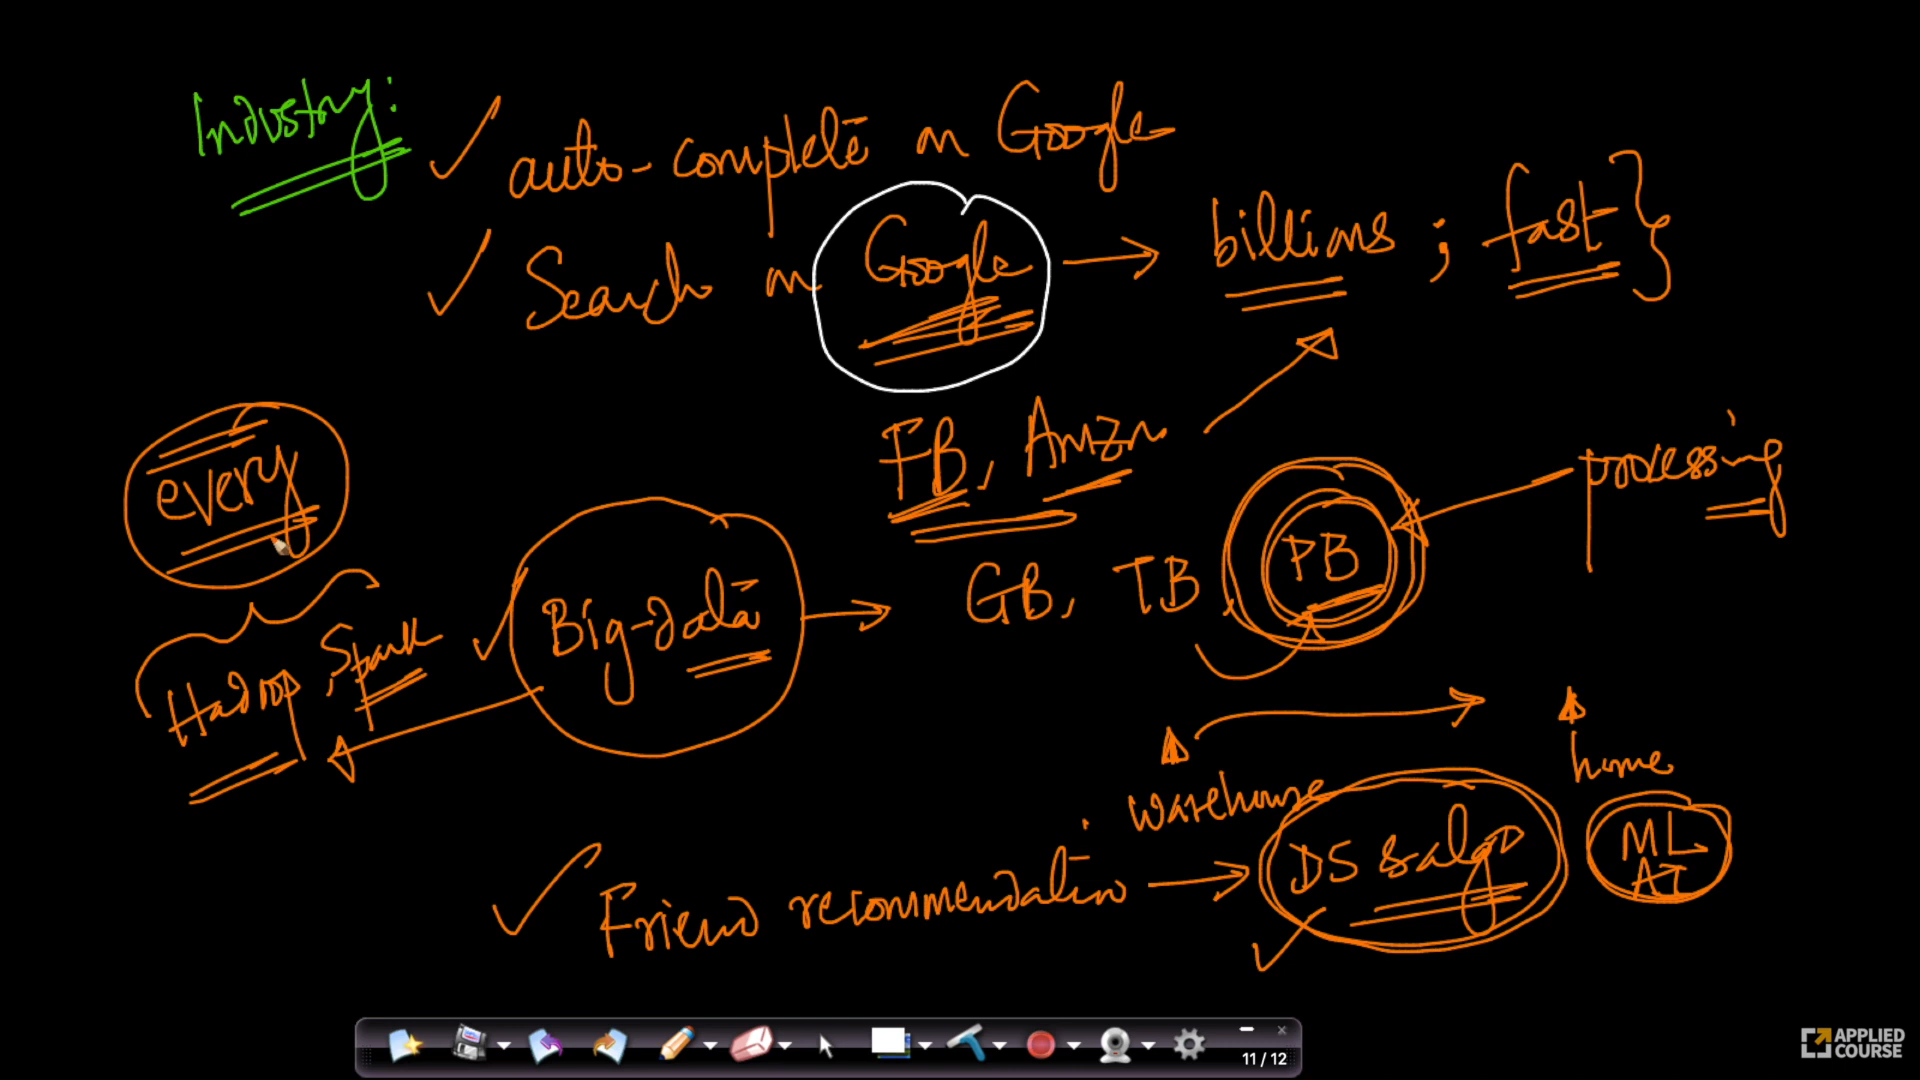 Industry:
auto-complete on Google
Search on Google → billions ; fast}
FB, Amzn
every
processing
Big-data → GB, TB, PB
Hadoop, Spark
warehouse
home
Friend recommendation → DS & algo
ML
AI
11 / 12
APPLIED
COURSE